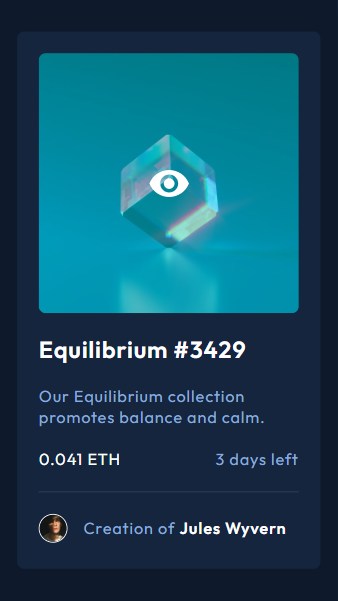 Equilibrium #3429
Our Equilibrium collection
promotes balance and calm.
0.041 ETH 3 days left
Creation of Jules Wyvern